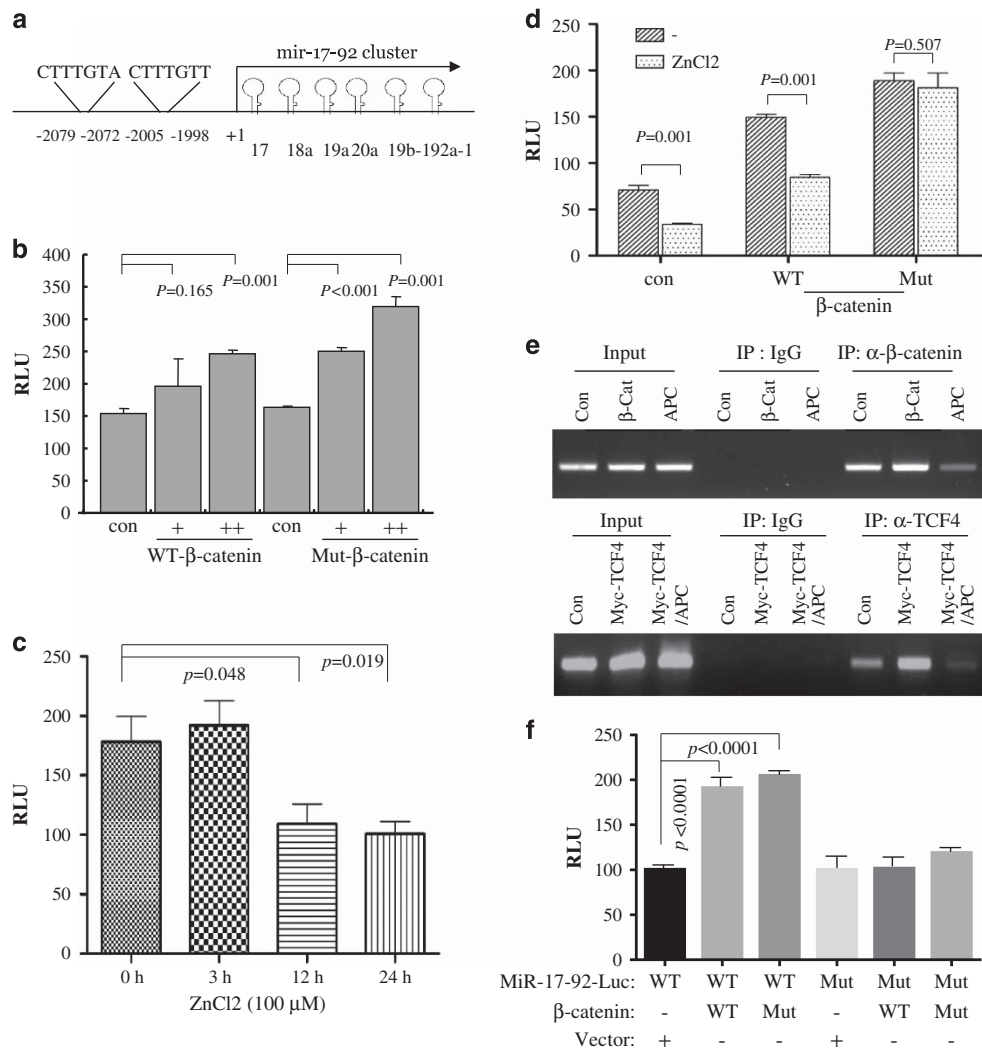 a
mir-17-92 cluster
CTTTGTA CTTTGTT
-2079 -2072 -2005 -1998 +1
17 18a 19a 20a 19b-192a-1
b
RLU
400
350
300
250
200
150
100
50
0
P=0.165 P=0.001 P<0.001 P=0.001
con + ++ con + ++
WT-β-catenin Mut-β-catenin
c
RLU
250
200
150
100
50
0
p=0.048 p=0.019
0 h 3 h 12 h 24 h
ZnCl2 (100 μM)
d
-
ZnCl2
RLU
250
200
150
100
50
0
P=0.001 P=0.001 P=0.507
con WT Mut
β-catenin
e
Input IP : IgG IP: α-β-catenin
Con β-Cat APC Con β-Cat APC Con β-Cat APC
Input IP: IgG IP: α-TCF4
Con Myc-TCF4 Myc-TCF4 /APC Con Myc-TCF4 Myc-TCF4 /APC Con Myc-TCF4 Myc-TCF4 /APC
f
RLU
250
200
150
100
50
0
p<0.0001
p <0.0001
MiR-17-92-Luc: WT WT WT Mut Mut Mut
β-catenin: - WT Mut - WT Mut
Vector: + - - + - -